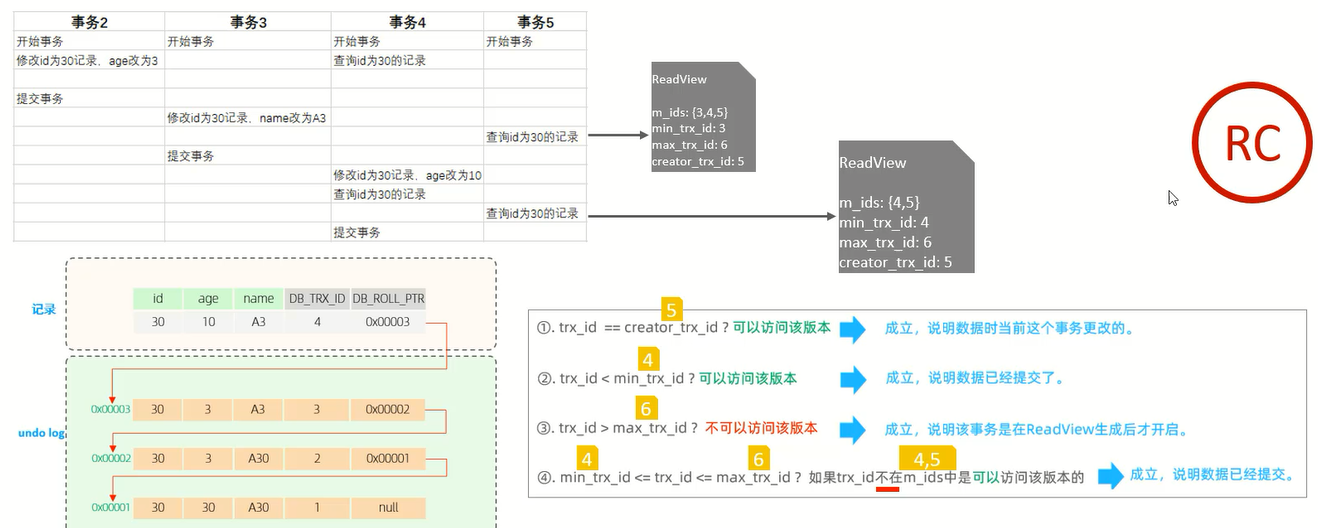 事务2 事务3 事务4 事务5
开始事务 开始事务 开始事务 开始事务
修改id为30记录，age改为3 查询id为30的记录
提交事务
修改id为30记录，name改为A3
查询id为30的记录
提交事务
修改id为30记录，age改为10
查询id为30的记录
查询id为30的记录
提交事务
ReadView
m_ids: {3,4,5}
min_trx_id: 3
max_trx_id: 6
creator_trx_id: 5
ReadView
m_ids: {4,5}
min_trx_id: 4
max_trx_id: 6
creator_trx_id: 5
RC
记录
id age name DB_TRX_ID DB_ROLL_PTR
30 10 A3 4 0x00003
undo log
0x00003 30 3 A3 3 0x00002
0x00002 30 3 A30 2 0x00001
0x00001 30 30 A30 1 null
5
①. trx_id == creator_trx_id ? 可以访问该版本 成立，说明数据时当前这个事务更改的。
4
②. trx_id < min_trx_id ? 可以访问该版本 成立，说明数据已经提交了。
6
③. trx_id > max_trx_id ? 不可以访问该版本 成立，说明该事务是在ReadView生成后才开启。
4 6 4,5
④. min_trx_id <= trx_id <= max_trx_id ? 如果trx_id不在m_ids中是可以访问该版本的 成立，说明数据已经提交。